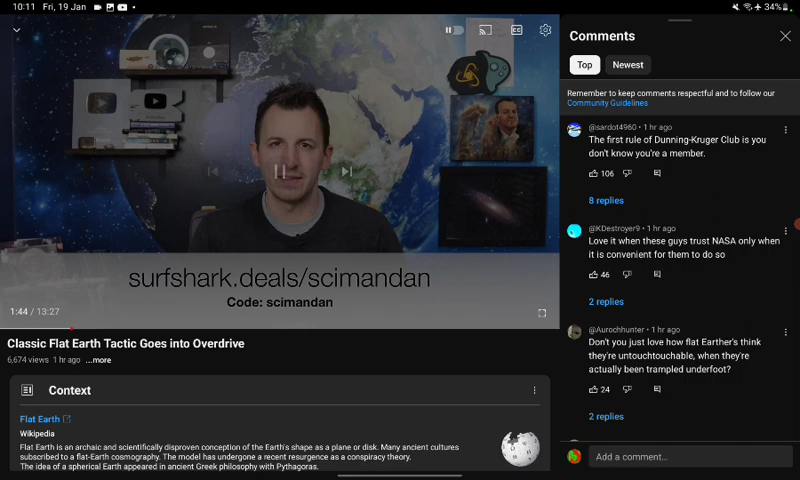 10:11 Fri, 19 Jan
34%
surfshark.deals/scimandan
Code: scimandan
1:44 / 13:27
Classic Flat Earth Tactic Goes into Overdrive
6,674 views 1 hr ago ...more
Context
Flat Earth
Wikipedia
Flat Earth is an archaic and scientifically disproven conception of the Earth's shape as a plane or disk. Many ancient cultures
subscribed to a flat-Earth cosmography. The model has undergone a recent resurgence as a conspiracy theory.
The idea of a spherical Earth appeared in ancient Greek philosophy with Pythagoras.
Comments
Top Newest
Remember to keep comments respectful and to follow our
Community Guidelines
@sardot4960 • 1 hr ago
The first rule of Dunning-Kruger Club is you
don't know you're a member.
106
8 replies
@KDestroyer9 • 1 hr ago
Love it when these guys trust NASA only when
it is convenient for them to do so
46
2 replies
@Aurochhunter • 1 hr ago
Don't you just love how flat Earther's think
they're untouchtouchable, when they're
actually been trampled underfoot?
24
2 replies
Add a comment...